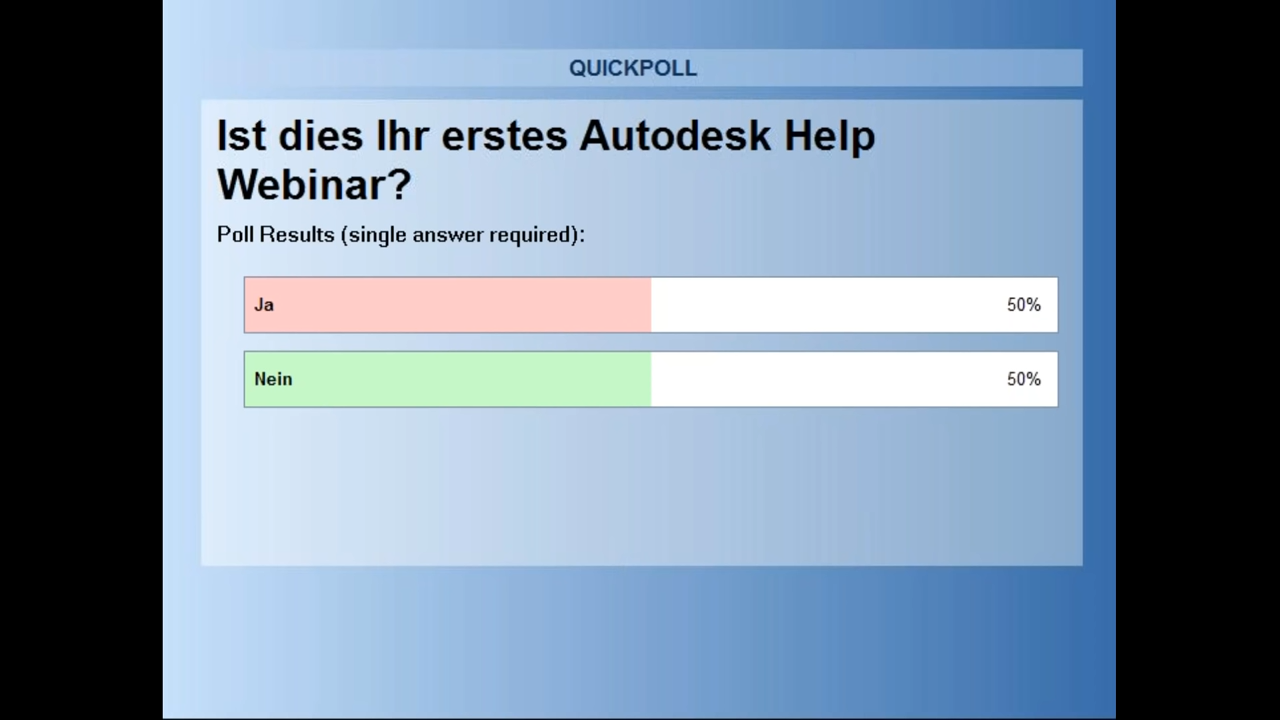 QUICKPOLL
Ist dies Ihr erstes Autodesk Help
Webinar?
Poll Results (single answer required):
Ja 50%
Nein 50%